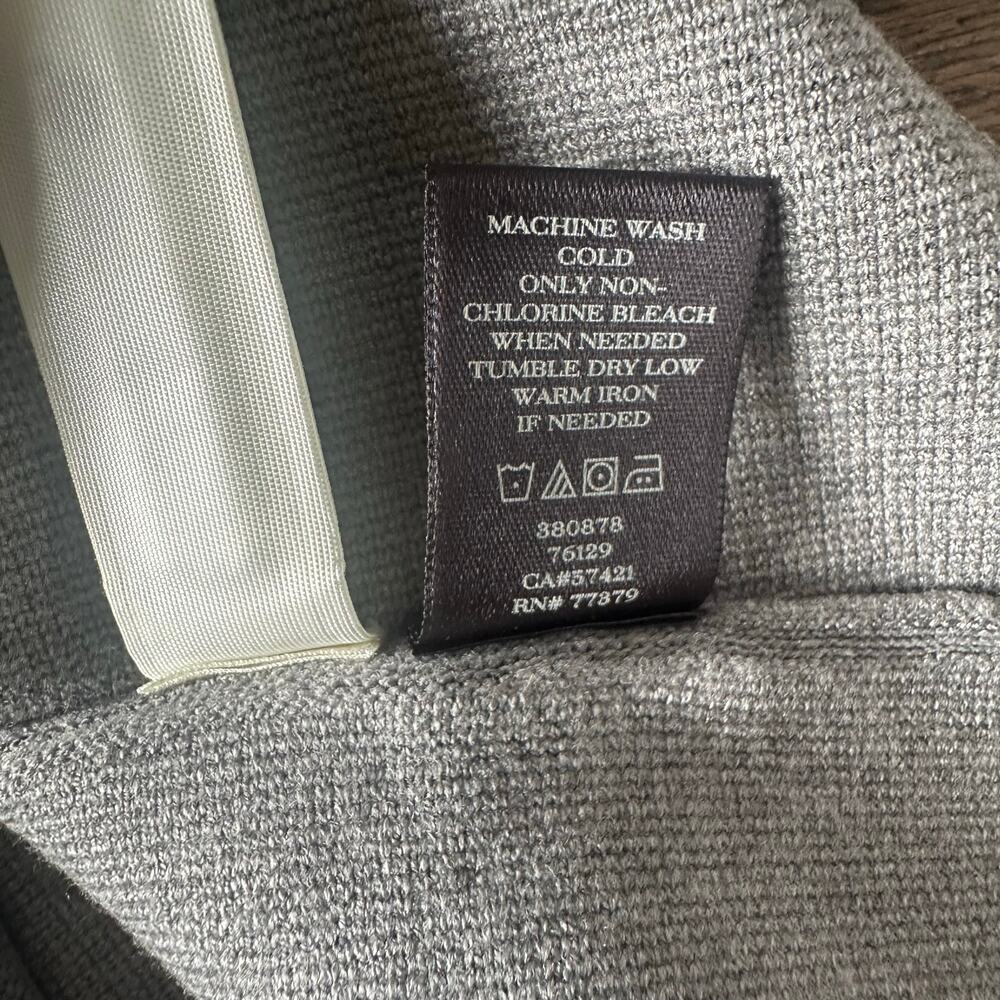 MACHINE WASH
COLD
ONLY NON-
CHLORINE BLEACH
WHEN NEEDED
TUMBLE DRY LOW
WARM IRON
IF NEEDED
380878
76129
CA#57421
RN# 77379